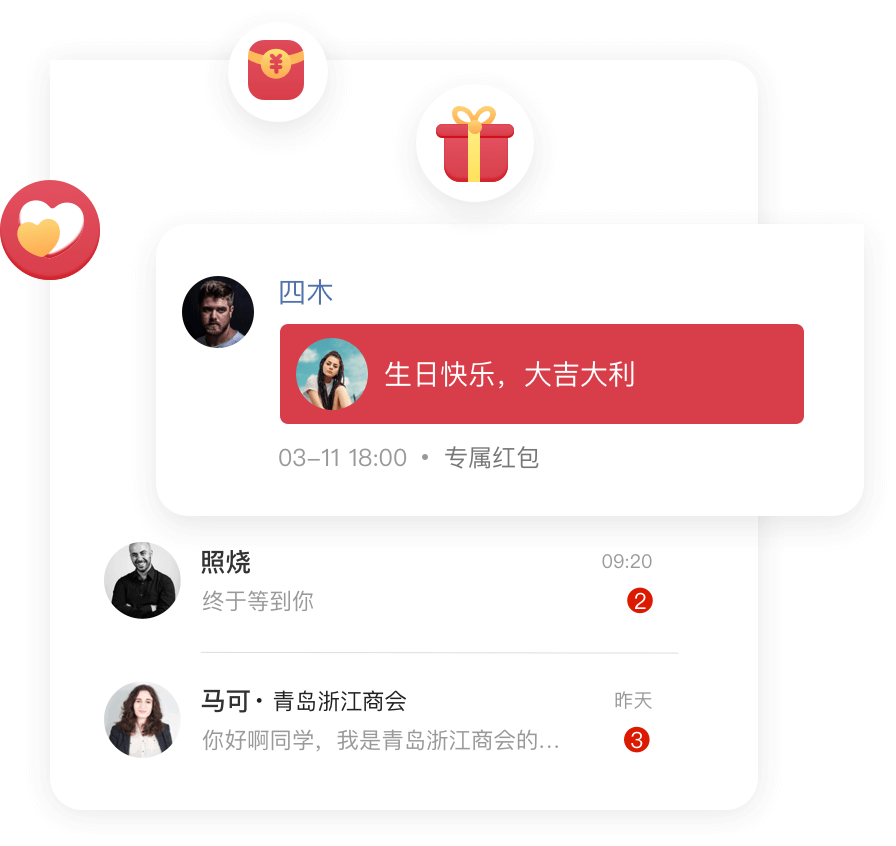 ¥
四木
生日快乐，大吉大利
03-11 18:00 • 专属红包
照烧 09:20
终于等到你 2
马可· 青岛浙江商会 昨天
你好啊同学，我是青岛浙江商会的... 3